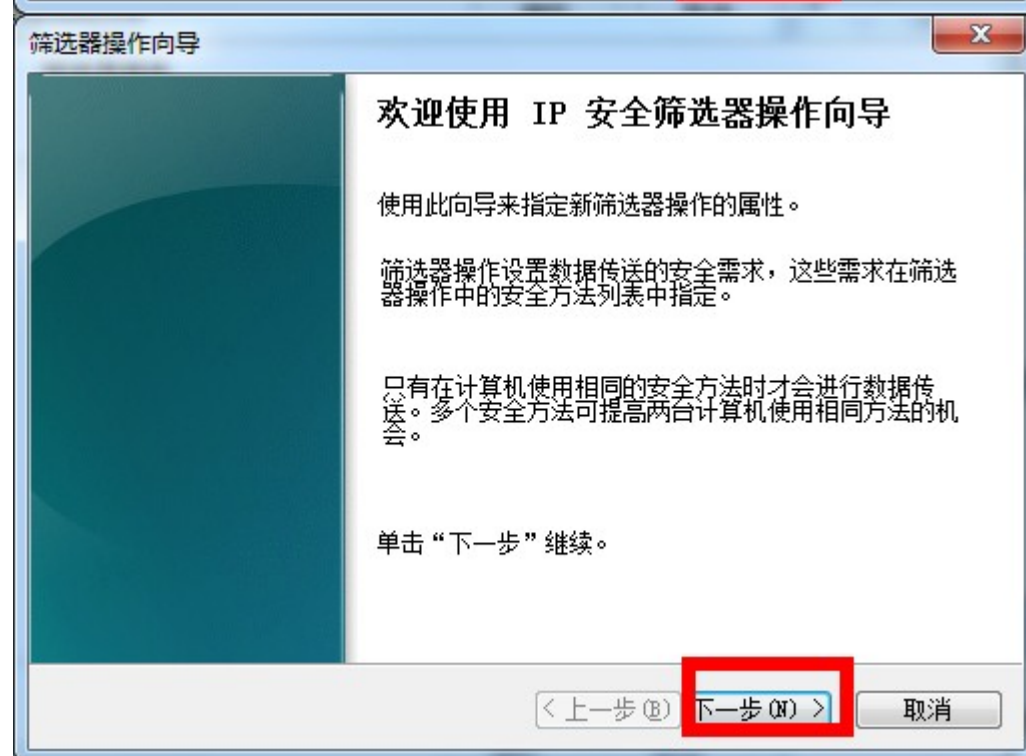 筛选器操作向导
欢迎使用 IP 安全筛选器操作向导
使用此向导来指定新筛选器操作的属性。
筛选器操作设置数据传送的安全需求，这些需求在筛选
器操作中的安全方法列表中指定。
只有在计算机使用相同的安全方法时才会进行数据传
送。多个安全方法可提高两台计算机使用相同方法的机
会。
单击“下一步”继续。
< 上一步(B) 下一步(N) > 取消